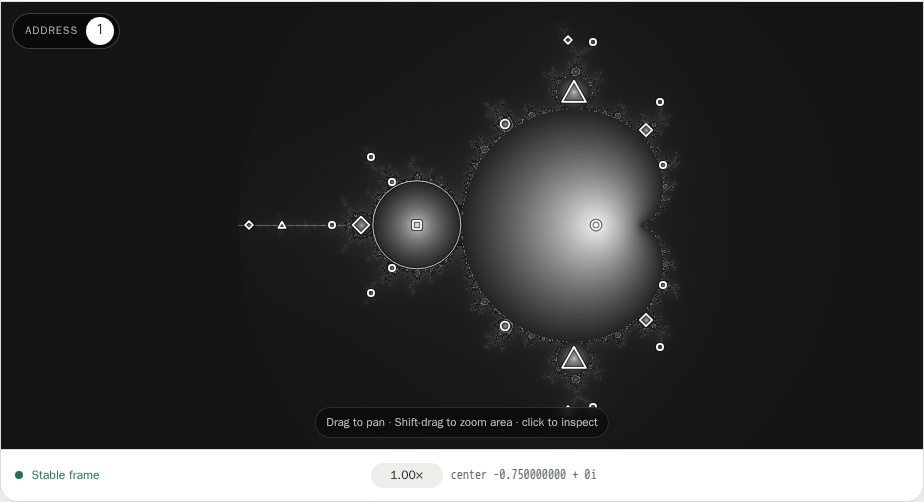 ADDRESS 1
Drag to pan · Shift-drag to zoom area · click to inspect
Stable frame
1.00×
center -0.750000000 + 0i